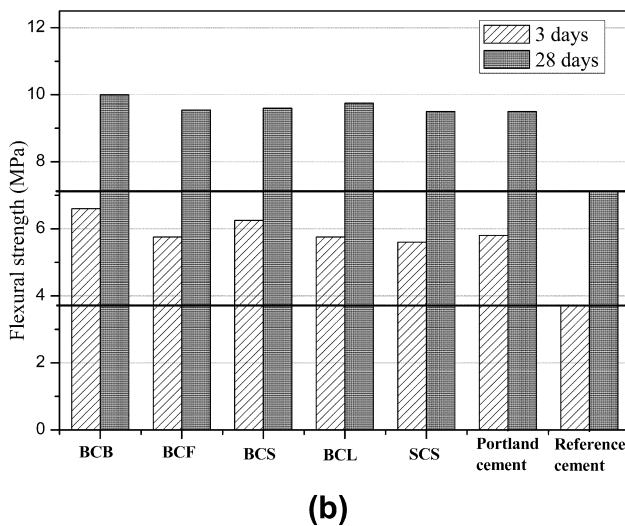 12
10
8
6
4
2
0
Flexural strength (MPa)
3 days
28 days
BCB
BCF
BCS
BCL
SCS
Portland
cement
Reference
cement
(b)